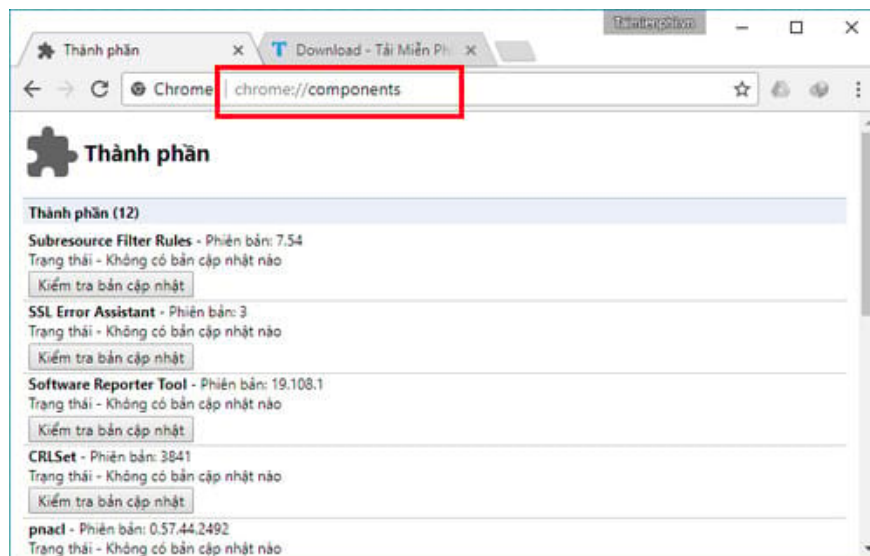 Taimienphi.vn
Thành phần
Download - Tải Miễn Ph
Chrome | chrome://components
Thành phần
Thành phần (12)
Subresource Filter Rules - Phiên bản: 7.54
Trạng thái - Không có bản cập nhật nào
Kiểm tra bản cập nhật
SSL Error Assistant - Phiên bản: 3
Trạng thái - Không có bản cập nhật nào
Kiểm tra bản cập nhật
Software Reporter Tool - Phiên bản: 19.108.1
Trạng thái - Không có bản cập nhật nào
Kiểm tra bản cập nhật
CRLSet - Phiên bản: 3841
Trạng thái - Không có bản cập nhật nào
Kiểm tra bản cập nhật
pnacl - Phiên bản: 0.57.44.2492
Trạng thái - Không có bản cập nhật nào